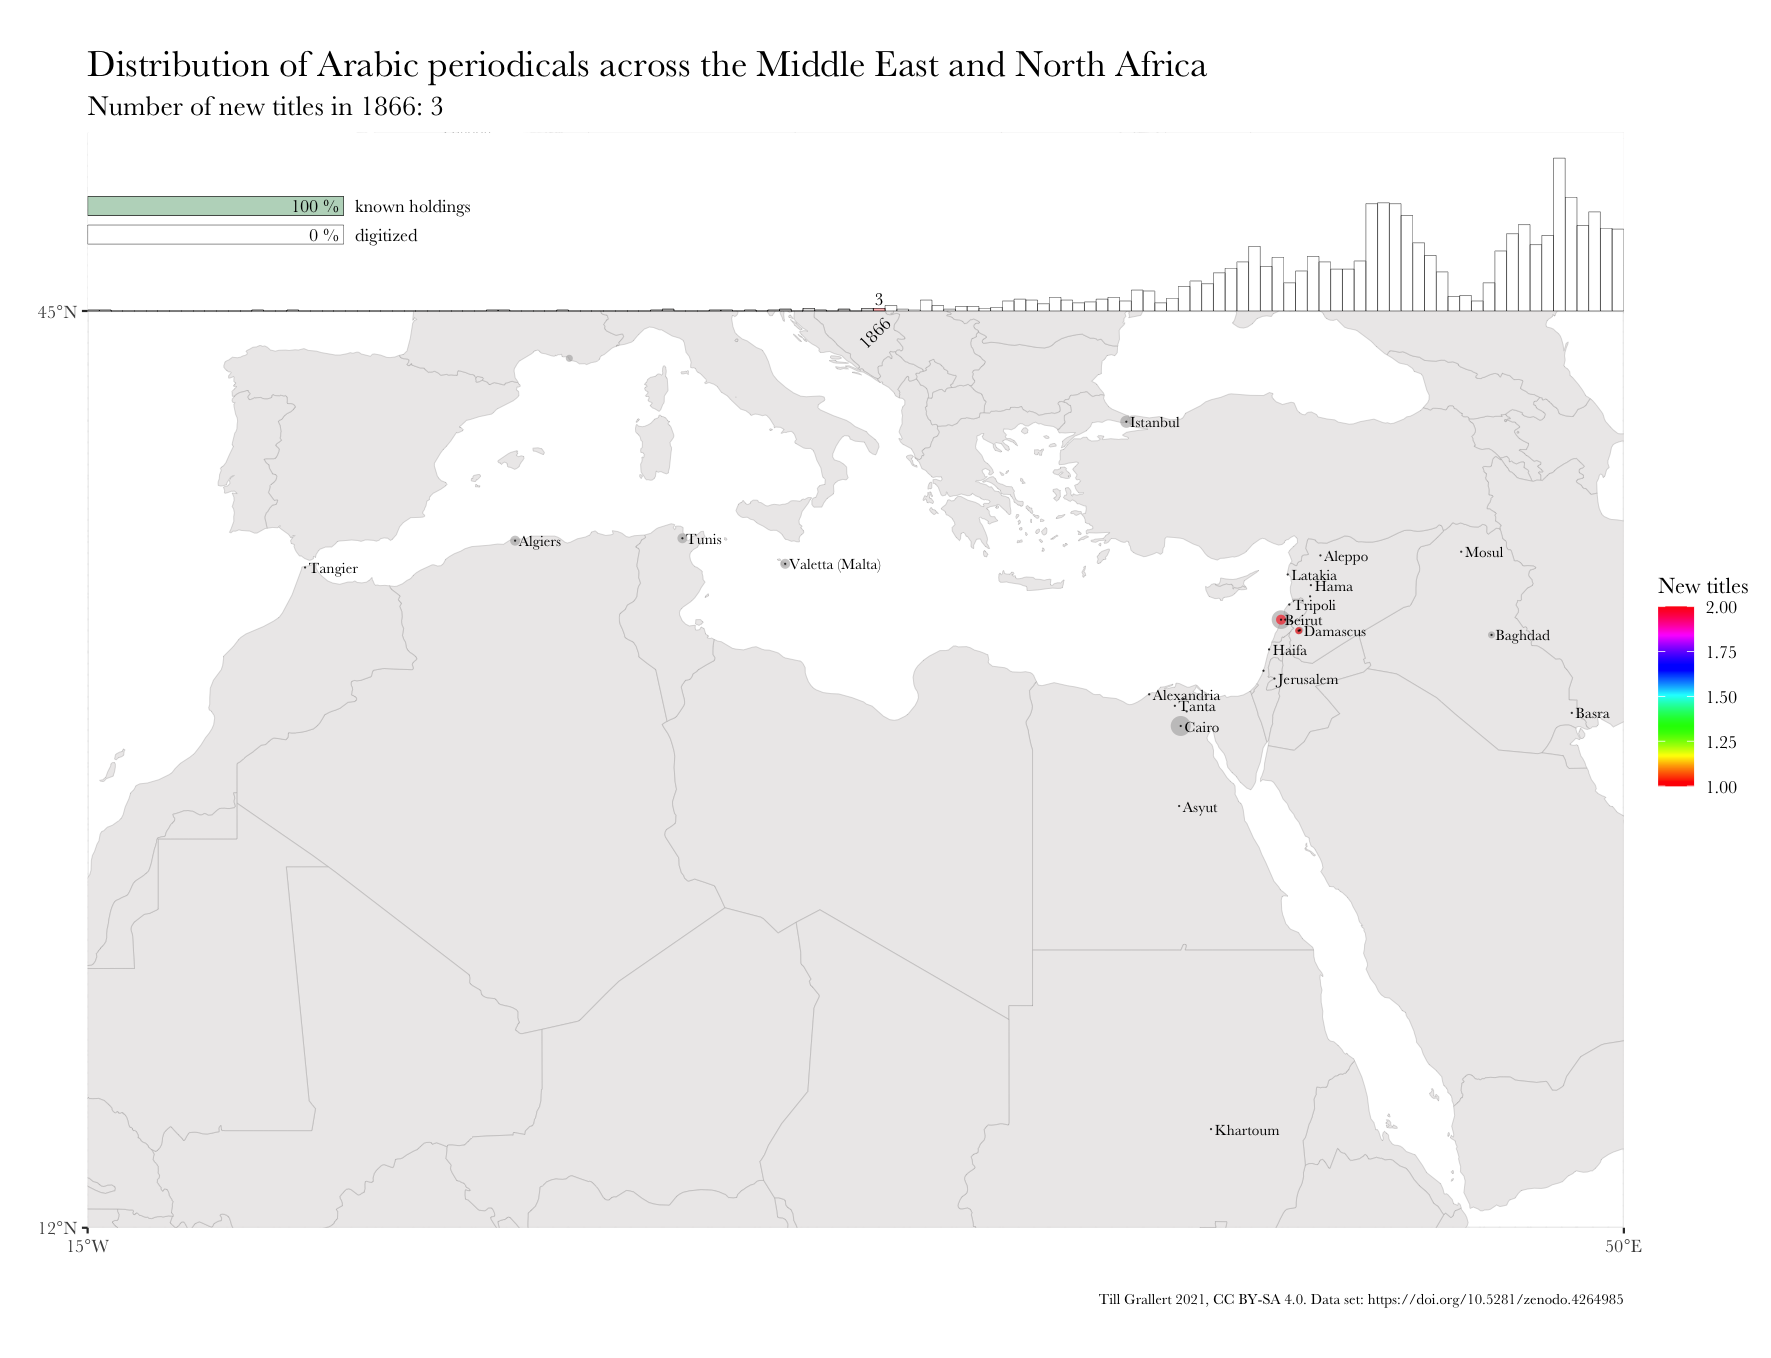 Distribution of Arabic periodicals across the Middle East and North Africa
Number of new titles in 1866: 3
100 % known holdings
0 % digitized
3
45°N
1866
Istanbul
Algiers
Tunis
Tangier
Valetta (Malta)
Aleppo
Mosul
Latakia
Hama
Tripoli
Beirut
Damascus
Baghdad
Haifa
Jerusalem
Alexandria
Tanta
Cairo
Basra
Asyut
Khartoum
New titles
2.00
1.75
1.50
1.25
1.00
12°N
15°W
50°E
Till Grallert 2021, CC BY-SA 4.0. Data set: https://doi.org/10.5281/zenodo.4264985